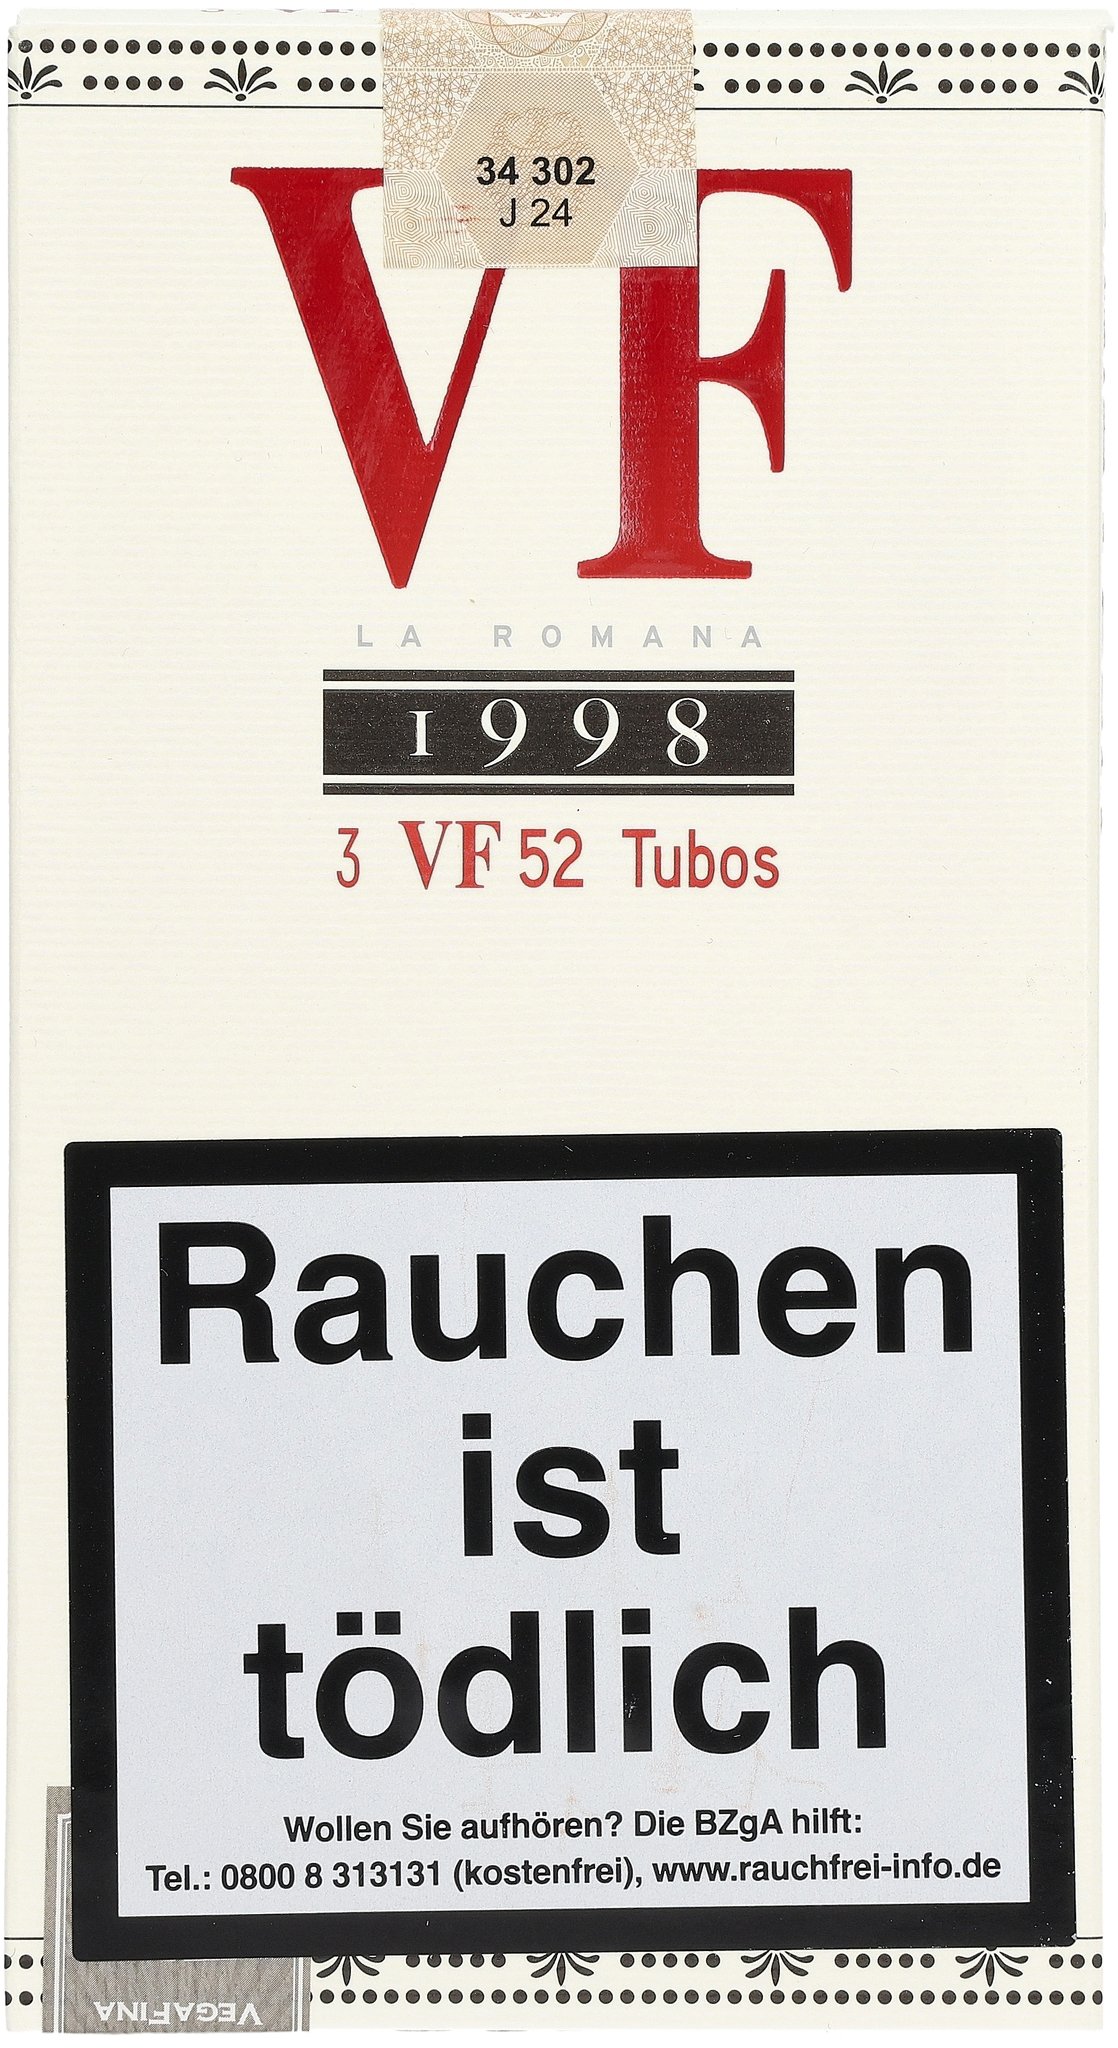 34 302
J 24
VF
LA ROMANA
1998
3 VF 52 Tubos
Rauchen
ist
tödlich
Wollen Sie aufhören? Die BZgA hilft:
Tel.: 0800 8 313131 (kostenfrei), www.rauchfrei-info.de
VEGAFINA